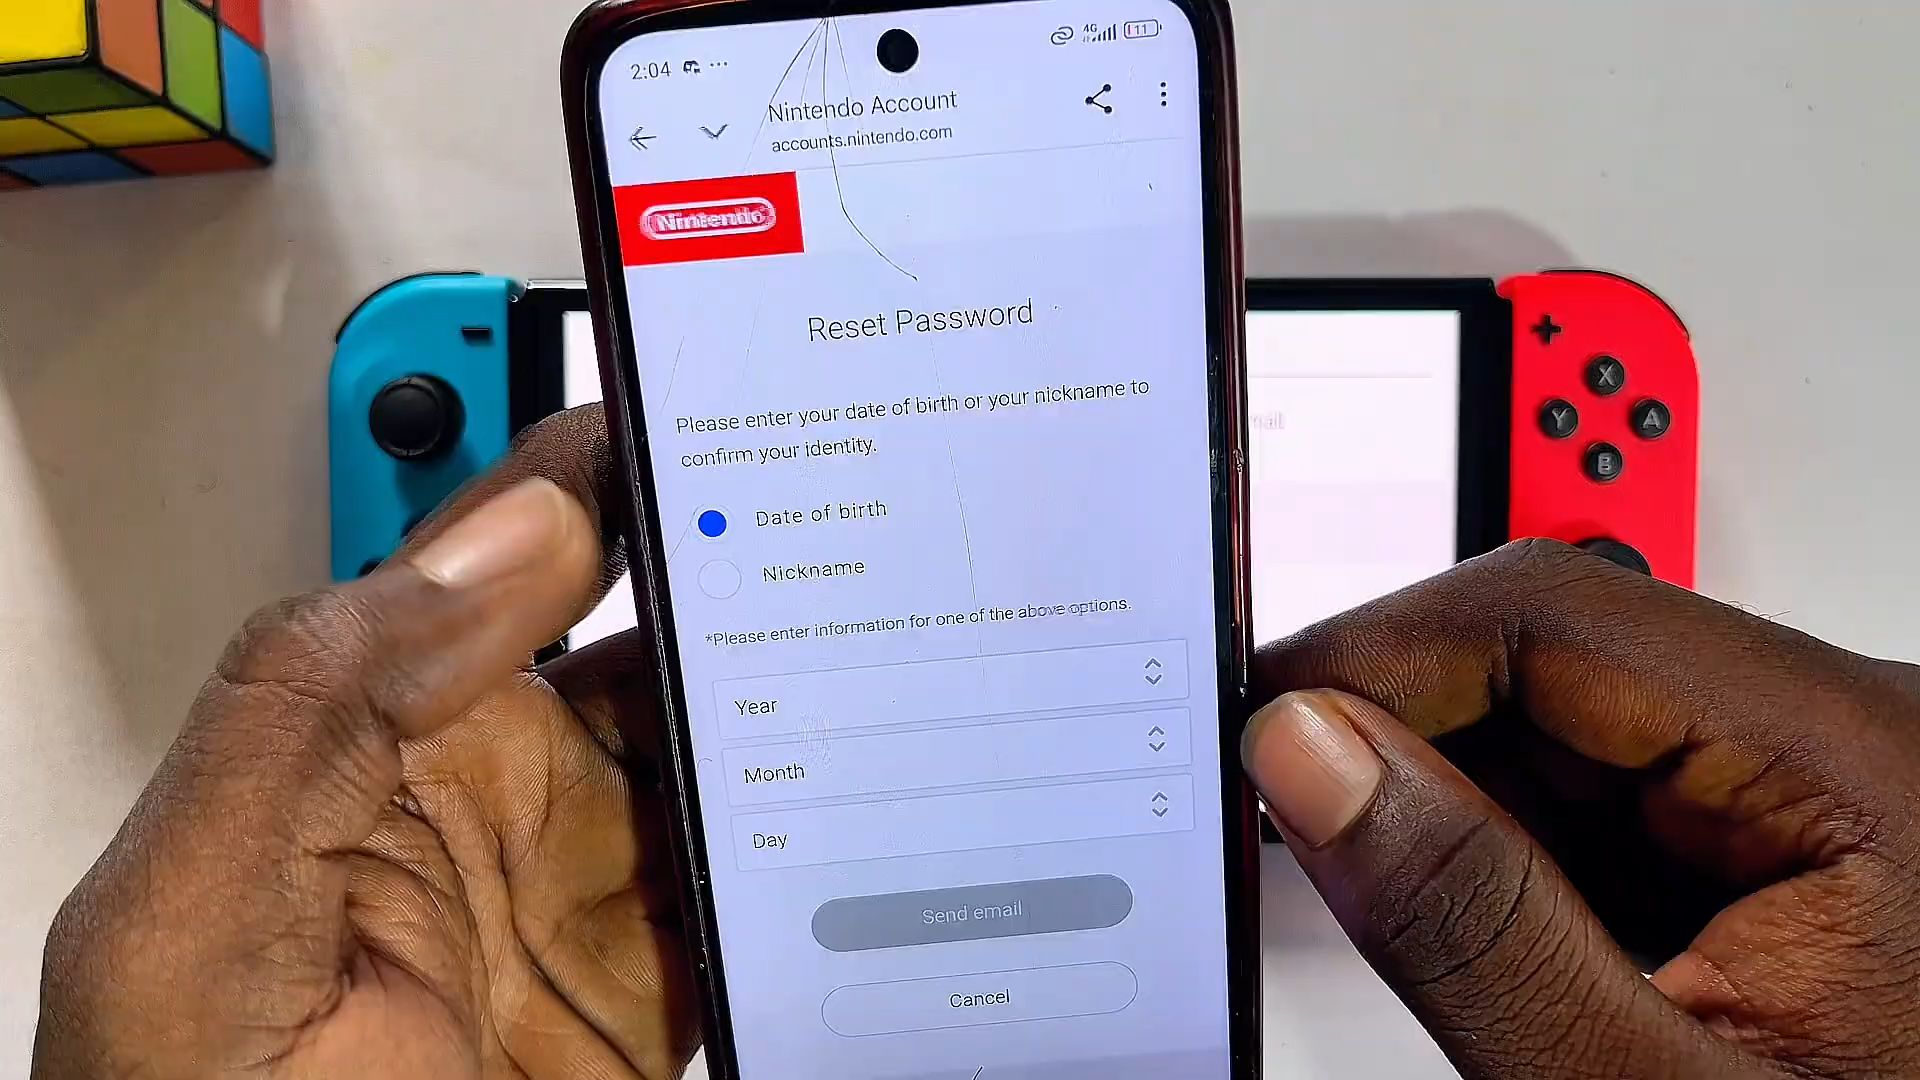 2:04
4G
11
Nintendo Account
accounts.nintendo.com
Nintendo
Reset Password
Please enter your date of birth or your nickname to
confirm your identity.
Date of birth
Nickname
*Please enter information for one of the above options.
Year
Month
Day
Send email
Cancel
X
Y
A
B